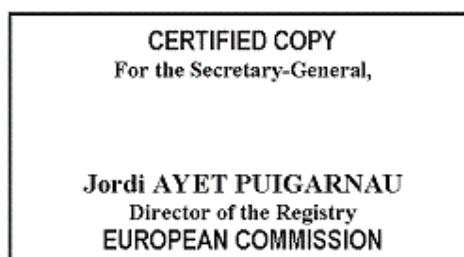 CERTIFIED COPY
For the Secretary-General,
Jordi AYET PUIGARNAU
Director of the Registry
EUROPEAN COMMISSION